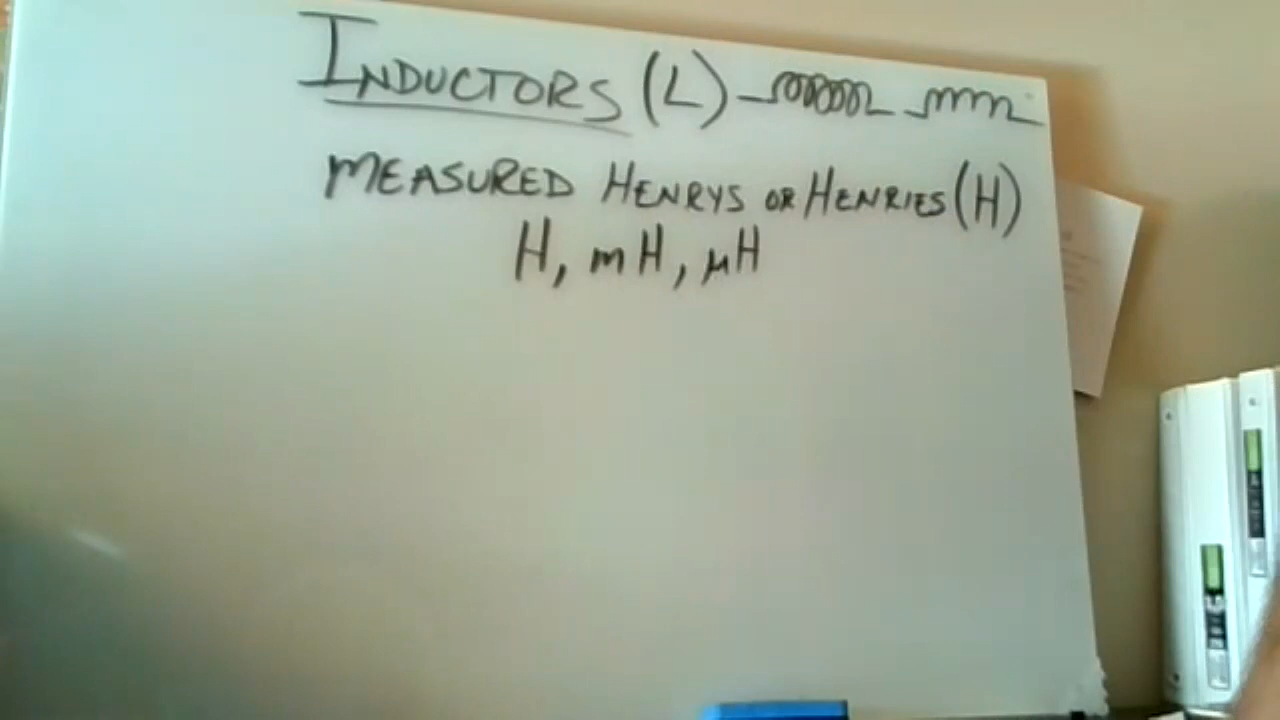 INDUCTORS (L)
MEASURED HENRYS OR HENRIES (H)
H, mH, μH